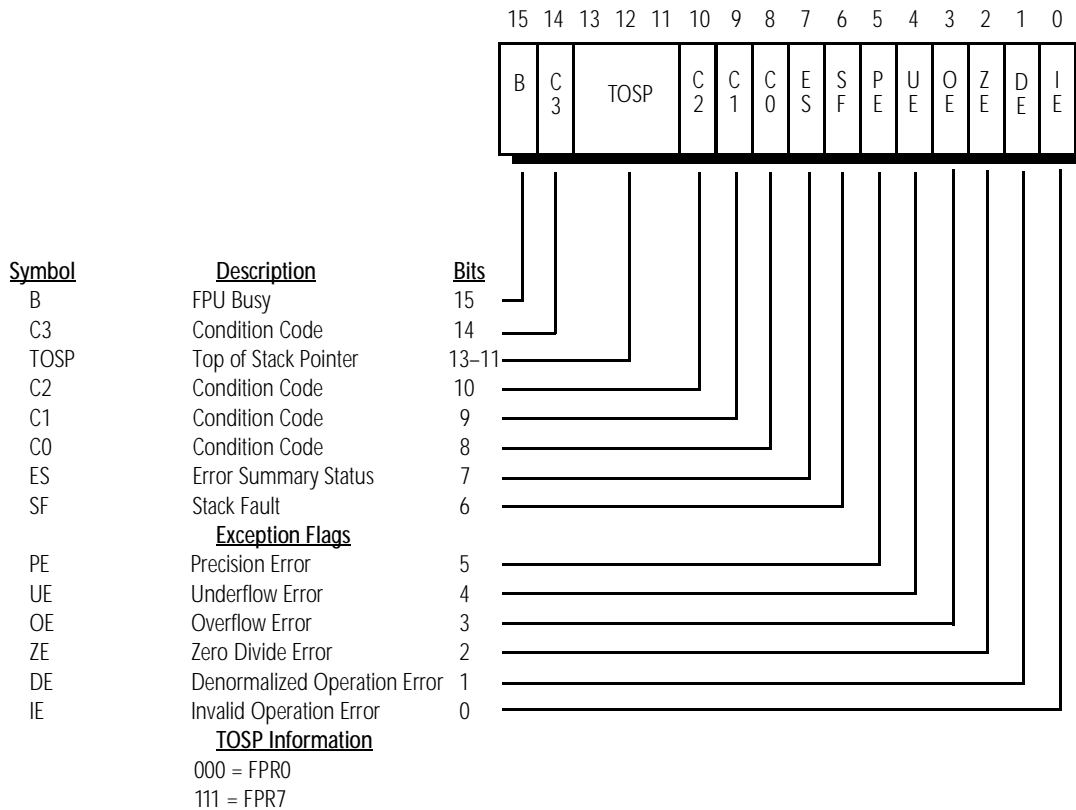 15 14 13 12 11 10 9 8 7 6 5 4 3 2 1 0
B C3 TOSP C2 C1 C0 ES SF PE UE OE ZE DE IE
Symbol Description Bits
B FPU Busy 15
C3 Condition Code 14
TOSP Top of Stack Pointer 13–11
C2 Condition Code 10
C1 Condition Code 9
C0 Condition Code 8
ES Error Summary Status 7
SF Stack Fault 6
Exception Flags
PE Precision Error 5
UE Underflow Error 4
OE Overflow Error 3
ZE Zero Divide Error 2
DE Denormalized Operation Error 1
IE Invalid Operation Error 0
TOSP Information
000 = FPR0
111 = FPR7